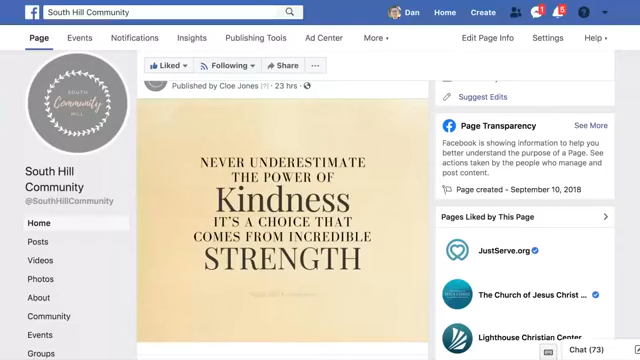 South Hill Community
Dan
Home
Create
1
5
Page
Events
Notifications
Insights
Publishing Tools
Ad Center
More
Edit Page Info
Settings
Help
Liked
Following
Share
...
Published by Cloe Jones [?] · 23 hrs ·
SOUTH
Community
HILL
South Hill
Community
@SouthHillCommunity
Home
Posts
Videos
Photos
About
Community
Events
Groups
NEVER UNDERESTIMATE
THE POWER OF
Kindness
IT'S A CHOICE THAT
COMES FROM INCREDIBLE
STRENGTH
Suggest Edits
Page Transparency
See More
Facebook is showing information to help you
better understand the purpose of a Page. See
actions taken by the people who manage and
post content.
Page created - September 10, 2018
Pages Liked by This Page
JustServe.org
The Church of Jesus Christ ...
Lighthouse Christian Center
Chat (73)